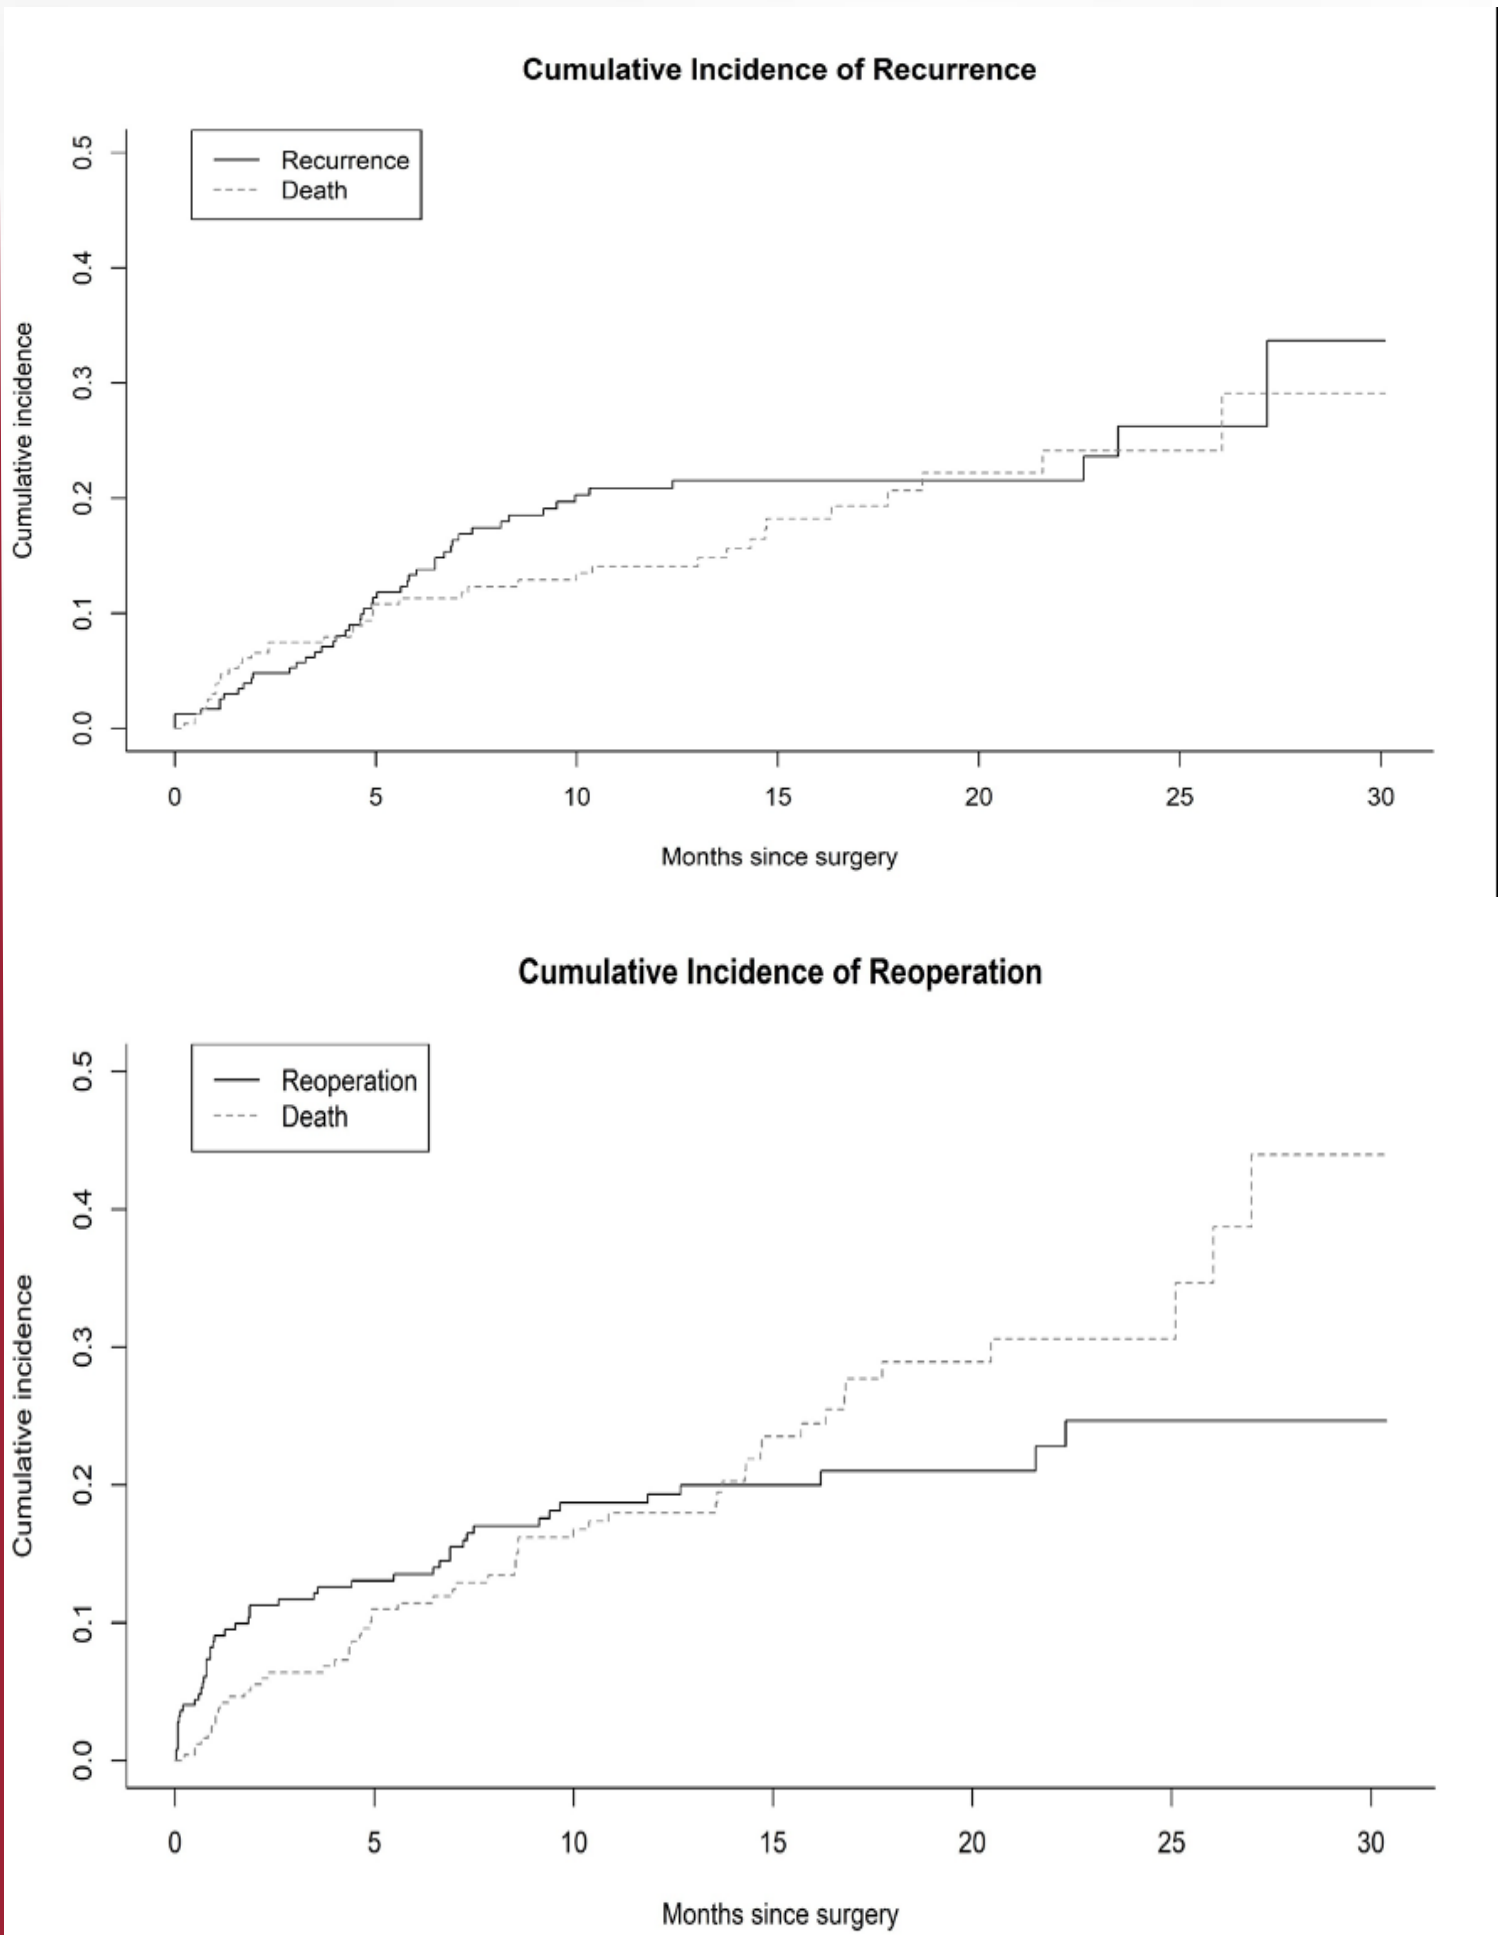 Cumulative Incidence of Recurrence
Recurrence
Death
Cumulative incidence
0.5
0.4
0.3
0.2
0.1
0.0
0 5 10 15 20 25 30
Months since surgery
Cumulative Incidence of Reoperation
Reoperation
Death
Cumulative incidence
0.5
0.4
0.3
0.2
0.1
0.0
0 5 10 15 20 25 30
Months since surgery